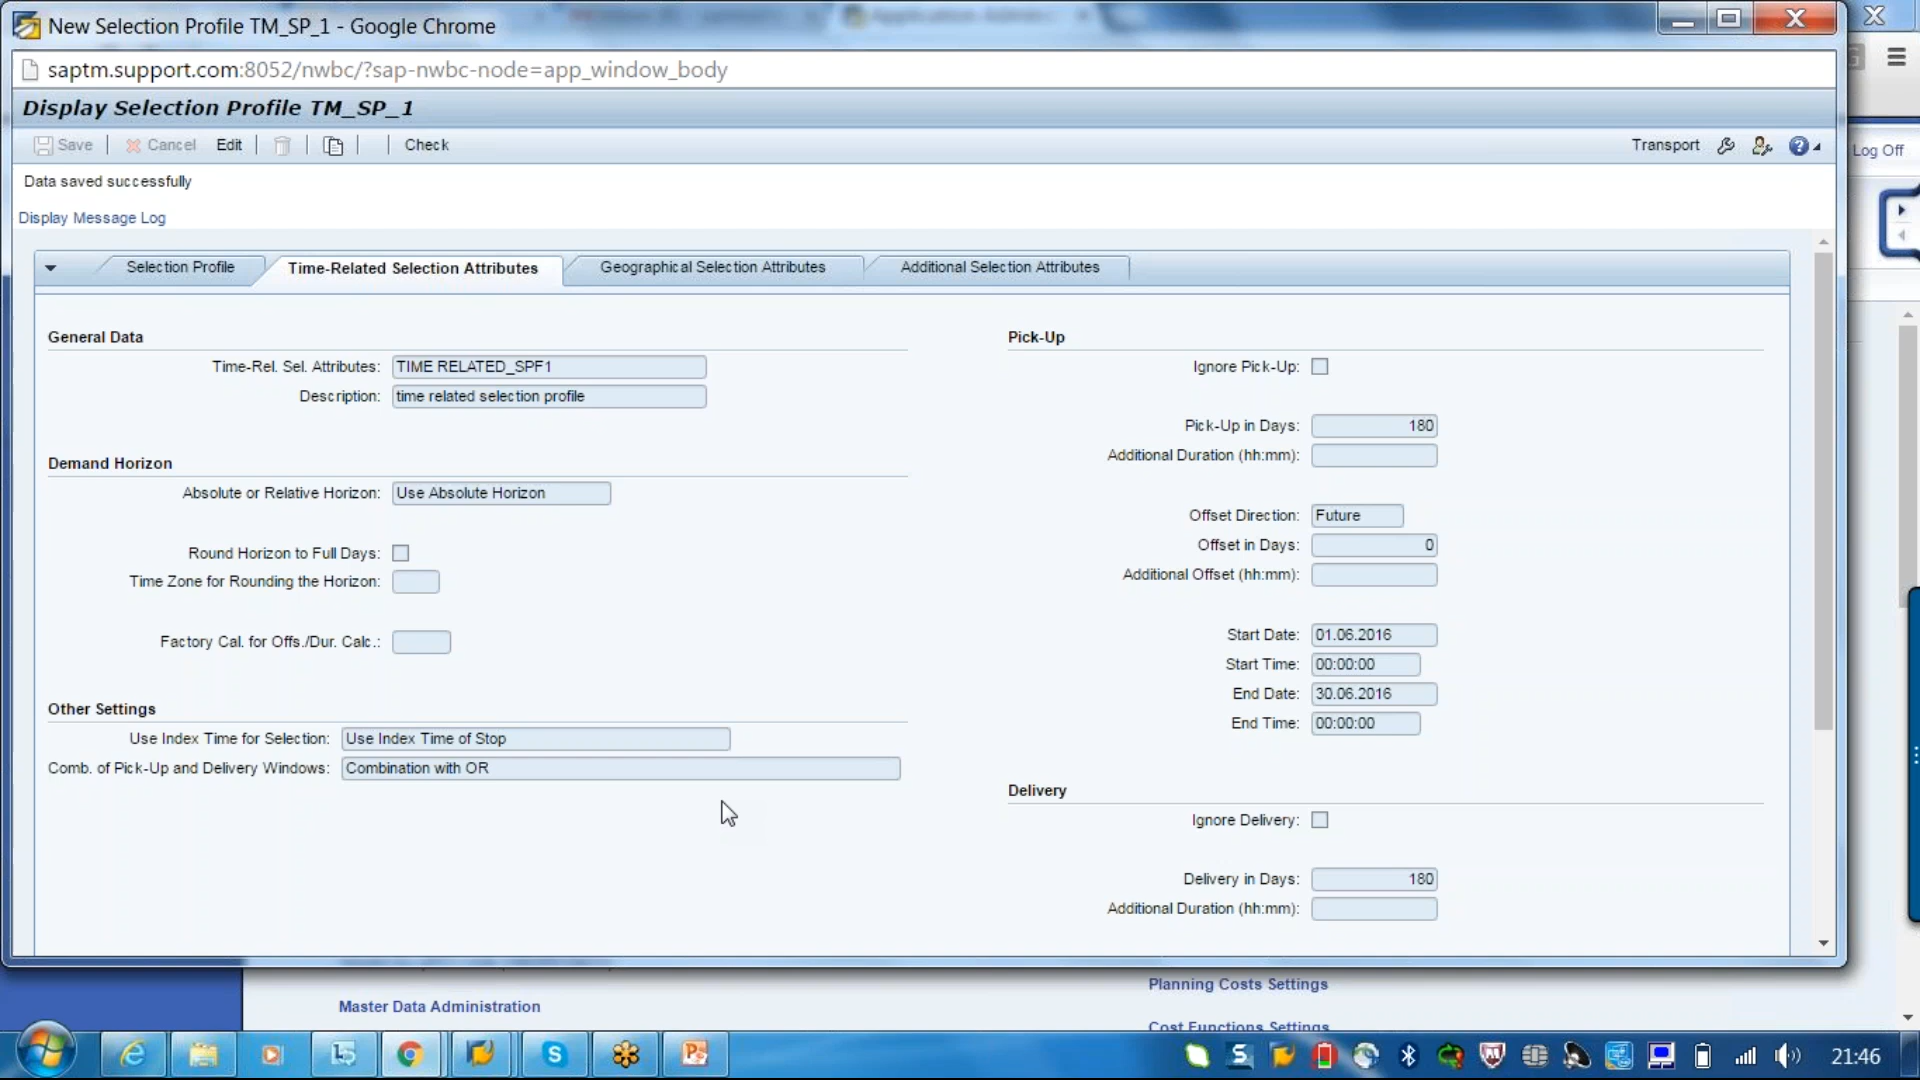 New Selection Profile TM_SP_1 - Google Chrome
saptm.support.com:8052/nwbc/?sap-nwbc-node=app_window_body
Display Selection Profile TM_SP_1
Save Cancel Edit Check Transport
Log Off
Data saved successfully
Display Message Log
Selection Profile Time-Related Selection Attributes Geographical Selection Attributes Additional Selection Attributes
General Data
Time-Rel. Sel. Attributes: TIME RELATED_SPF1
Description: time related selection profile
Demand Horizon
Absolute or Relative Horizon: Use Absolute Horizon
Round Horizon to Full Days:
Time Zone for Rounding the Horizon:
Factory Cal. for Offs./Dur. Calc.:
Other Settings
Use Index Time for Selection: Use Index Time of Stop
Comb. of Pick-Up and Delivery Windows: Combination with OR
Pick-Up
Ignore Pick-Up:
Pick-Up in Days: 180
Additional Duration (hh:mm):
Offset Direction: Future
Offset in Days: 0
Additional Offset (hh:mm):
Start Date: 01.06.2016
Start Time: 00:00:00
End Date: 30.06.2016
End Time: 00:00:00
Delivery
Ignore Delivery:
Delivery in Days: 180
Additional Duration (hh:mm):
Planning Costs Settings
Master Data Administration
Cost Functions Settings
21:46